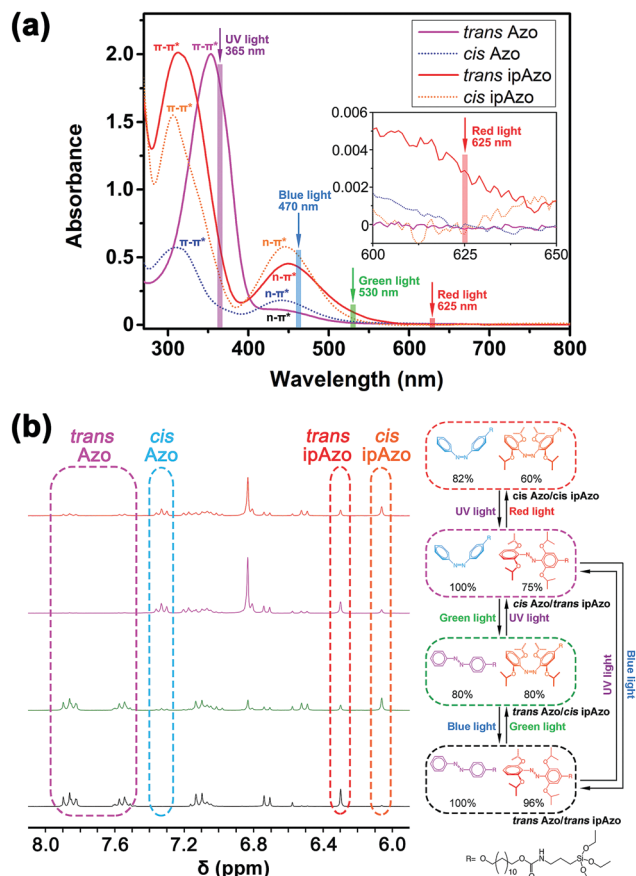 (a)
Absorbance
2.0
1.5
1.0
0.5
0
300
400
500
600
700
800
Wavelength (nm)
π-π*
π-π*
UV light
365 nm
π-π*
π-π*
Blue light
470 nm
n-π*
n-π*
n-π*
n-π*
Green light
530 nm
Red light
625 nm
trans Azo
cis Azo
trans ipAzo
cis ipAzo
0.006
0.004
0.002
0
600
625
650
Red light
625 nm
(b)
trans
Azo
cis
Azo
trans
ipAzo
cis
ipAzo
8.0
7.6
7.2
6.8
6.4
6.0
δ (ppm)
82%
60%
cis Azo/cis ipAzo
UV light
Red light
100%
75%
cis Azo/trans ipAzo
Green light
UV light
80%
80%
trans Azo/cis ipAzo
Blue light
Green light
100%
96%
trans Azo/trans ipAzo
UV light
Blue light